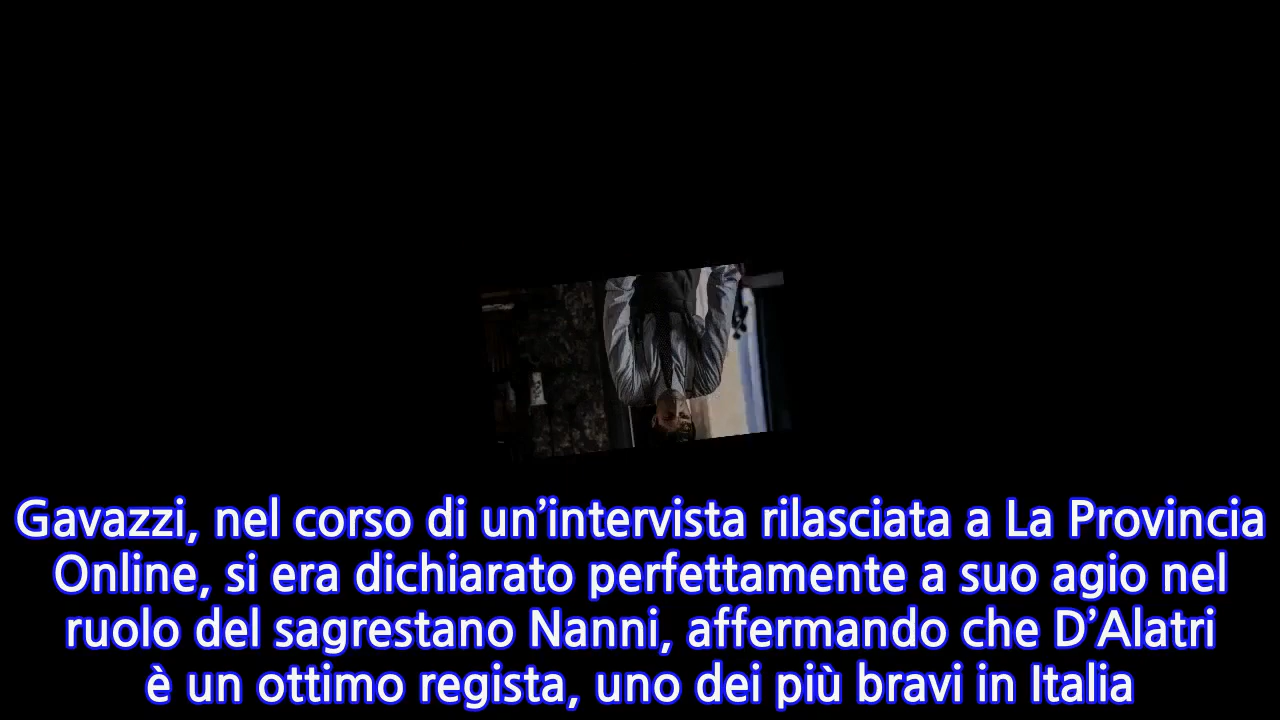 Gavazzi, nel corso di un’intervista rilasciata a La Provincia
Online, si era dichiarato perfettamente a suo agio nel
ruolo del sagrestano Nanni, affermando che D’Alatri
è un ottimo regista, uno dei più bravi in Italia